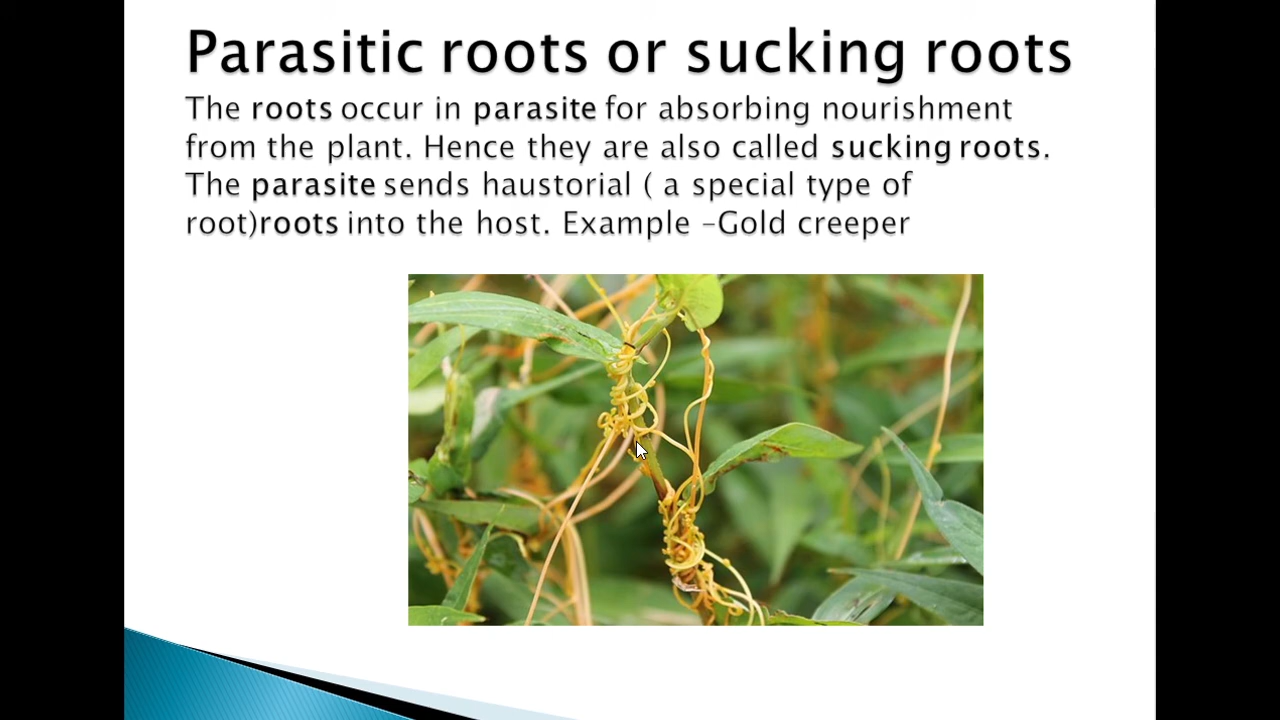 Parasitic roots or sucking roots
The roots occur in parasite for absorbing nourishment
from the plant. Hence they are also called sucking roots.
The parasite sends haustorial ( a special type of
root)roots into the host. Example –Gold creeper